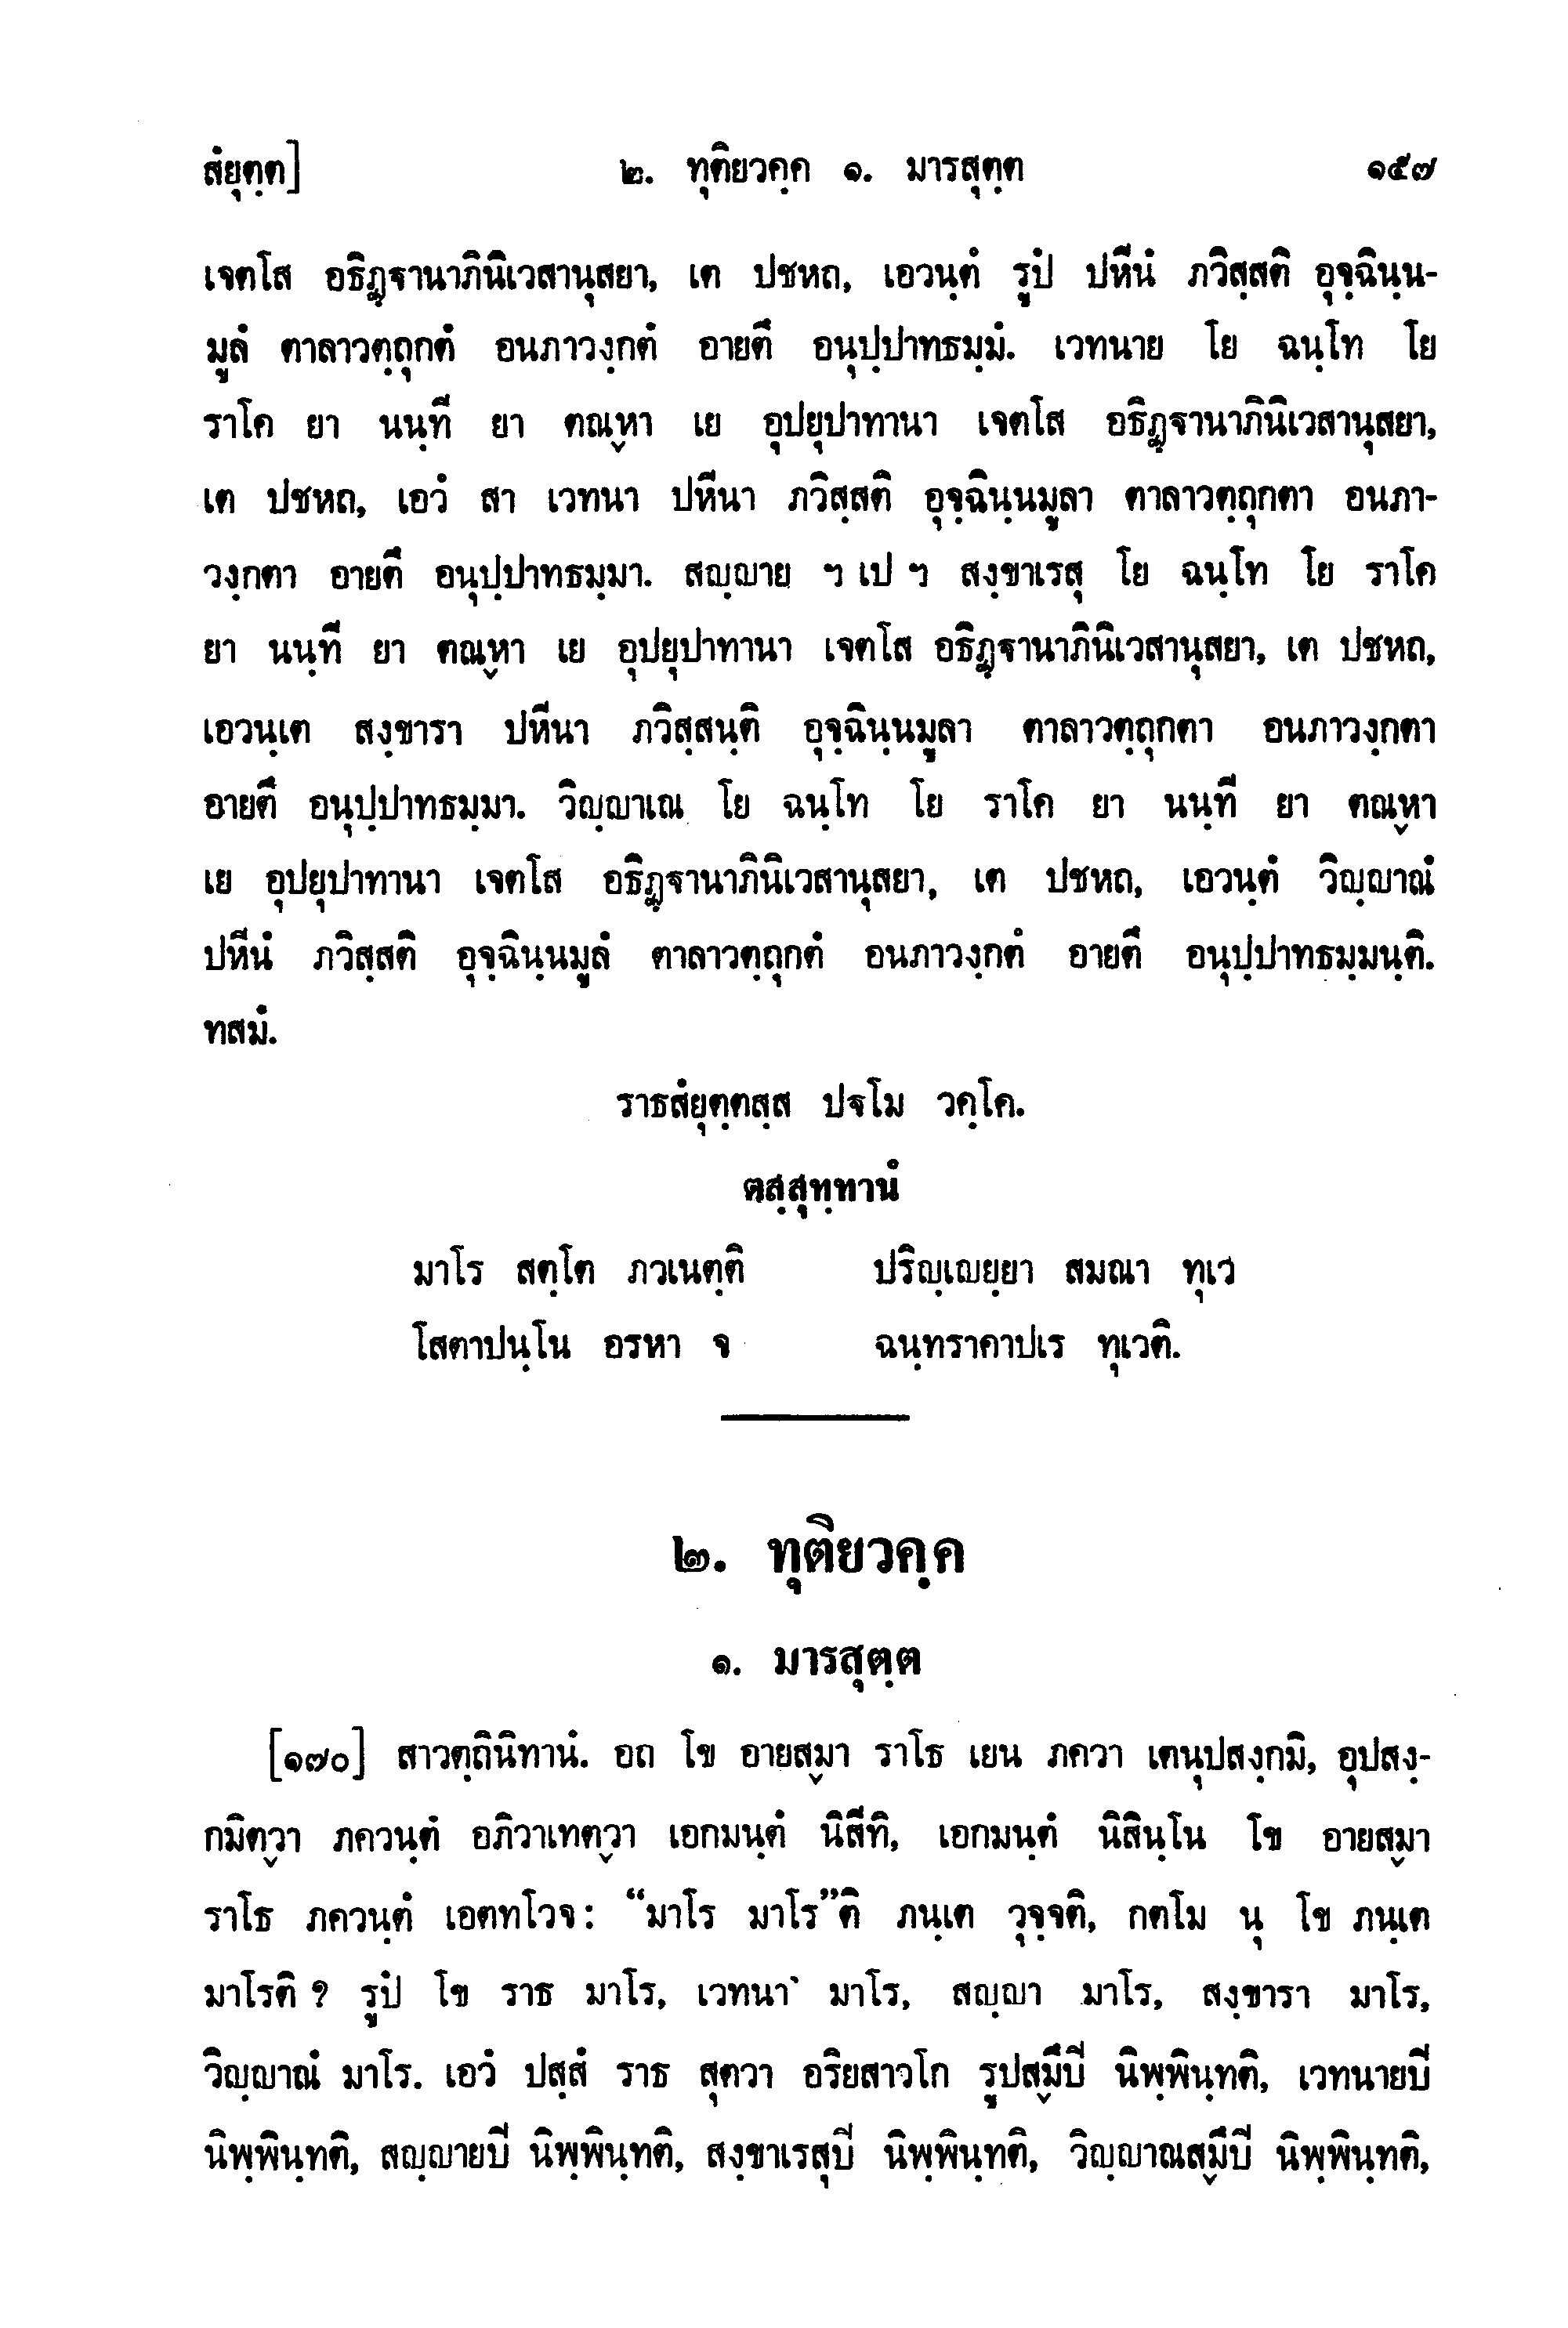 สํยุตฺต]	๒. ทุติยวคฺค ๑. มารสุตฺต	๑๕๗
เจตโส อธิฏฺฐานาภินิเวสานุสยา, เต ปชหถ, เอวนฺตํ รูปํ ปหีนํ ภวิสฺสติ อุจฺฉินฺน-
มูลํ ตาลาวตฺถุกตํ อนภาวงฺกตํ อายตึ อนุปฺปาทธมฺมํ. เวทนาย โย ฉนฺโท โย
ราโค ยา นนฺที ยา ตณฺหา เย อุปยุปาทานา เจตโส อธิฏฺฐานาภินิเวสานุสยา,
เต ปชหถ, เอวํ สา เวทนา ปหีนา ภวิสฺสติ อุจฺฉินฺนมูลา ตาลาวตฺถุกตา อนภา-
วงฺกตา อายตึ อนุปฺปาทธมฺมา. สญฺญาย ฯ เป ฯ สงฺขาเรสุ โย ฉนฺโท โย ราโค
ยา นนฺที ยา ตณฺหา เย อุปยุปาทานา เจตโส อธิฏฺฐานาภินิเวสานุสยา, เต ปชหถ,
เอวนฺเต สงฺขารา ปหีนา ภวิสฺสนฺติ อุจฺฉินฺนมูลา ตาลาวตฺถุกตา อนภาวงฺกตา
อายตึ อนุปฺปาทธมฺมา. วิญฺญาเณ โย ฉนฺโท โย ราโค ยา นนฺที ยา ตณฺหา
เย อุปยุปาทานา เจตโส อธิฏฺฐานาภินิเวสานุสยา, เต ปชหถ, เอวนฺตํ วิญฺญาณํ
ปหีนํ ภวิสฺสติ อุจฺฉินฺนมูลํ ตาลาวตฺถุกตํ อนภาวงฺกตํ อายตึ อนุปฺปาทธมฺมนฺติ.
ทสมํ.
ราธสํยุตฺตสฺส ปฐโม วคฺโค.
ตสฺสุทฺทานํ
มาโร สตฺโต ภวเนตฺติ	ปริญฺเญยฺยา สมณา ทุเว
โสตาปนฺโน อรหา จ	ฉนฺทราคาปเร ทุเวติ.
๒. ทุติยวคฺค
๑. มารสุตฺต
[๑๗๐] สาวตฺถินิทานํ. อถ โข อายสฺมา ราโธ เยน ภควา เตนุปสงฺกมิ, อุปสงฺ-
กมิตฺวา ภควนฺตํ อภิวาเทตฺวา เอกมนฺตํ นิสีทิ, เอกมนฺตํ นิสินฺโน โข อายสฺมา
ราโธ ภควนฺตํ เอตทโวจ: “มาโร มาโร”ติ ภนฺเต วุจฺจติ, กตโม นุ โข ภนฺเต
มาโรติ ? รูปํ โข ราธ มาโร, เวทนา มาโร, สญฺญา มาโร, สงฺขารา มาโร,
วิญฺญาณํ มาโร. เอวํ ปสฺสํ ราธ สุตวา อริยสาวโก รูปสฺมึปิ นิพฺพินฺทติ, เวทนายปิ
นิพฺพินฺทติ, สญฺญายปิ นิพฺพินฺทติ, สงฺขาเรสุปิ นิพฺพินฺทติ, วิญฺญาณสฺมึปิ นิพฺพินฺทติ,